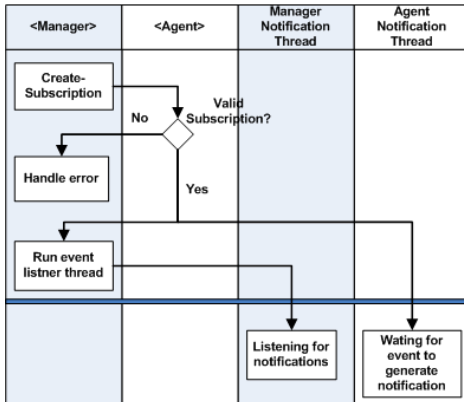 <Manager>
<Agent>
Manager
Notification
Thread
Agent
Notification
Thread
Create-
Subscription
Valid
Subscription?
No
Handle error
Yes
Run event
listner thread
Listening for
notifications
Wating for
event to
generate
notification